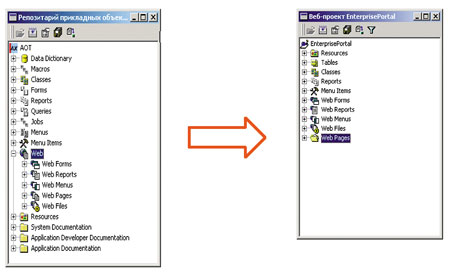 Репозитарий прикладных объек...
AOT
Data Dictionary
Macros
Classes
Forms
Reports
Queries
Jobs
Menus
Menu Items
Web
Web Forms
Web Reports
Web Menus
Web Pages
Web Files
Resources
System Documentation
Application Developer Documentation
Application Documentation
Веб-проект EnterprisePortal
EnterprisePortal
Resources
Tables
Classes
Reports
Menu Items
Web Forms
Web Reports
Web Menus
Web Files
Web Pages